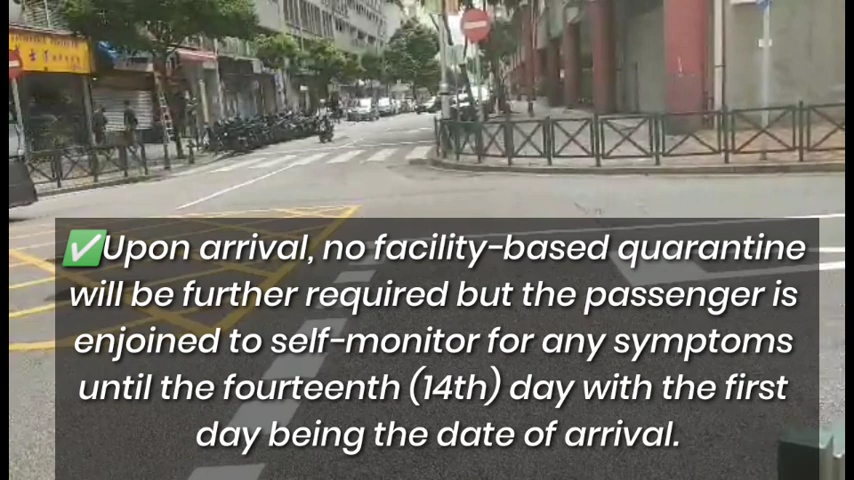 ✅Upon arrival, no facility-based quarantine
will be further required but the passenger is
enjoined to self-monitor for any symptoms
until the fourteenth (14th) day with the first
day being the date of arrival.